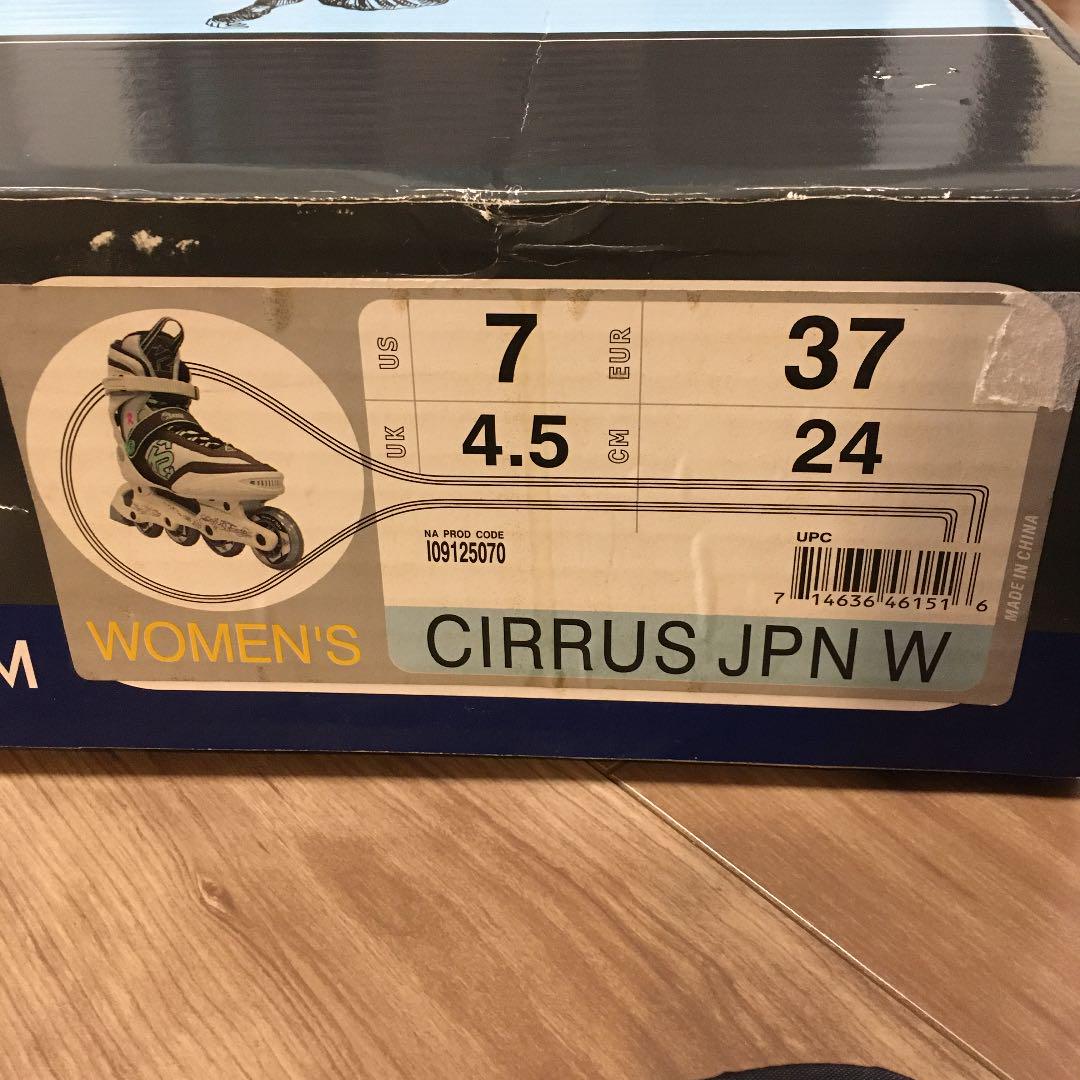 US 7 EUR 37
UK 4.5 CM 24
NA PROD CODE
I09125070
UPC
7 14636 46151 6
MADE IN CHINA
WOMEN'S
CIRRUS JPN W
M